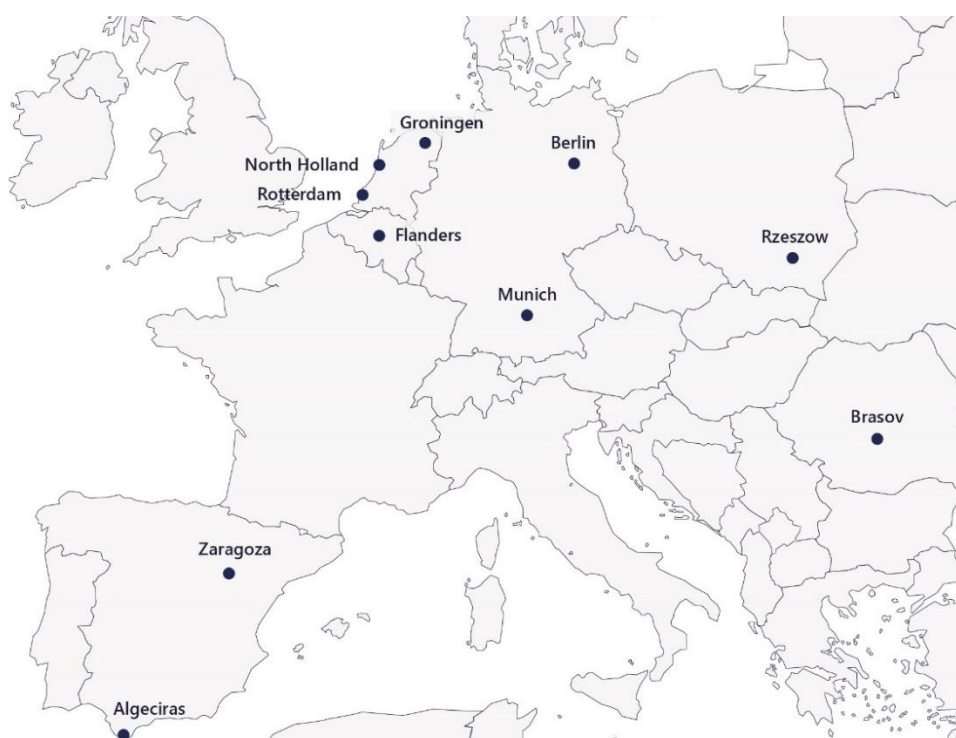 Groningen
Berlin
North Holland
Rotterdam
Flanders
Rzeszow
Munich
Brasov
Zaragoza
Algeciras